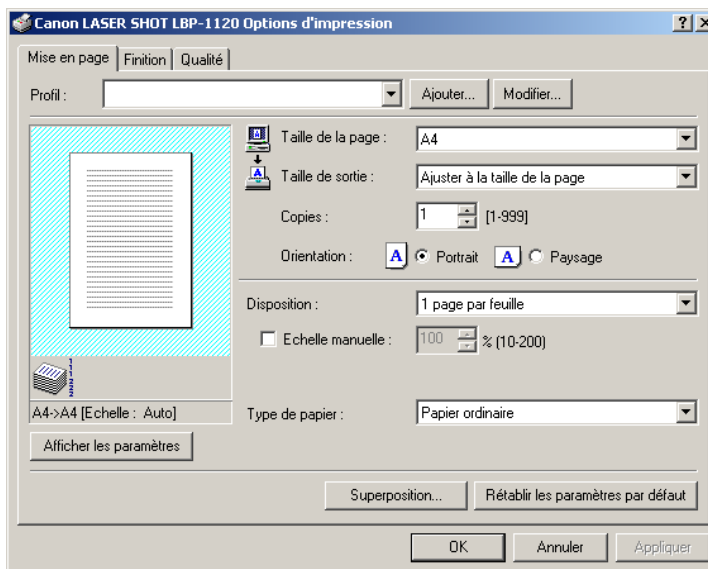 Canon LASER SHOT LBP-1120 Options d'impression
Mise en page Finition Qualité
Profil : Ajouter... Modifier...
Taille de la page : A4
Taille de sortie : Ajuster à la taille de la page
Copies : 1 [1-999]
Orientation : A Portrait A Paysage
Disposition : 1 page par feuille
Echelle manuelle : 100 % (10-200)
A4->A4 [Echelle : Auto]
Type de papier : Papier ordinaire
Afficher les paramètres
Superposition... Rétablir les paramètres par défaut
OK Annuler Appliquer